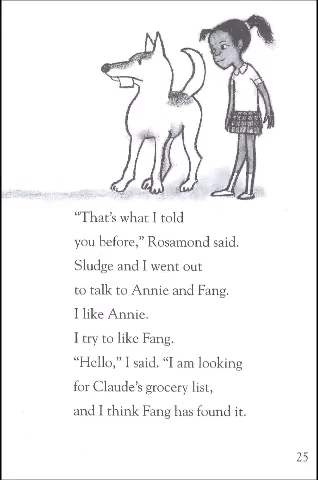 “That’s what I told
you before,” Rosamond said.
Sludge and I went out
to talk to Annie and Fang.
I like Annie.
I try to like Fang.
“Hello,” I said. “I am looking
for Claude’s grocery list,
and I think Fang has found it.
25